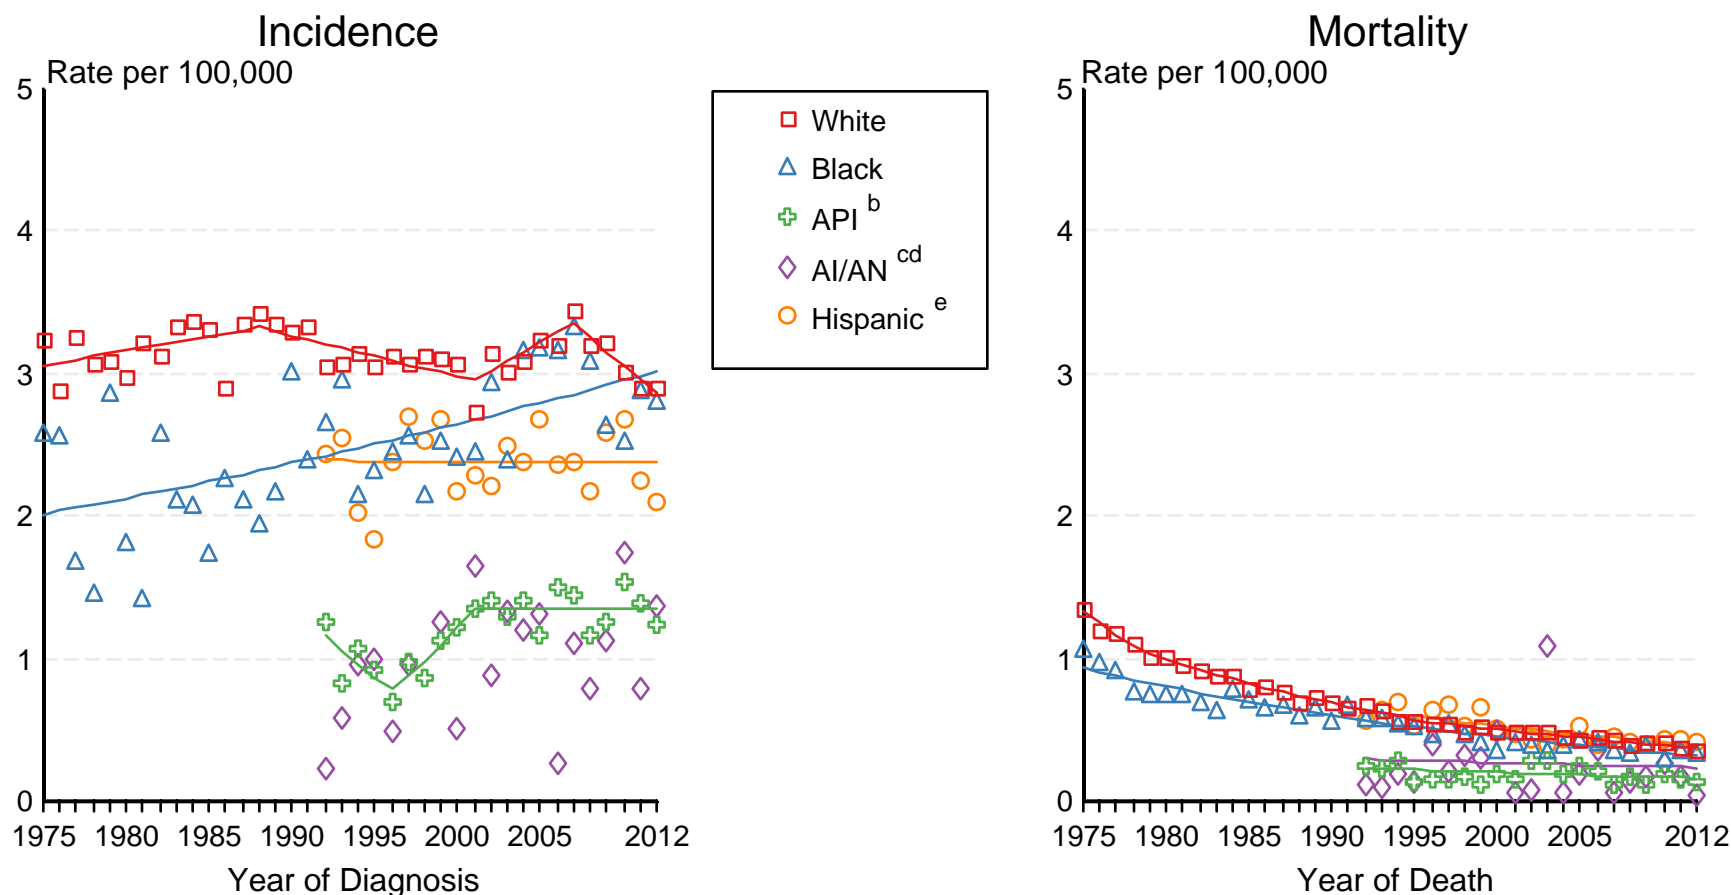 Incidence
Rate per 100,000
5
4
3
2
1
0
1975 1980 1985 1990 1995 2000 2005 2012
Year of Diagnosis
White
Black
API b
AI/AN cd
Hispanic e
Mortality
Rate per 100,000
5
4
3
2
1
0
1975 1980 1985 1990 1995 2000 2005 2012
Year of Death